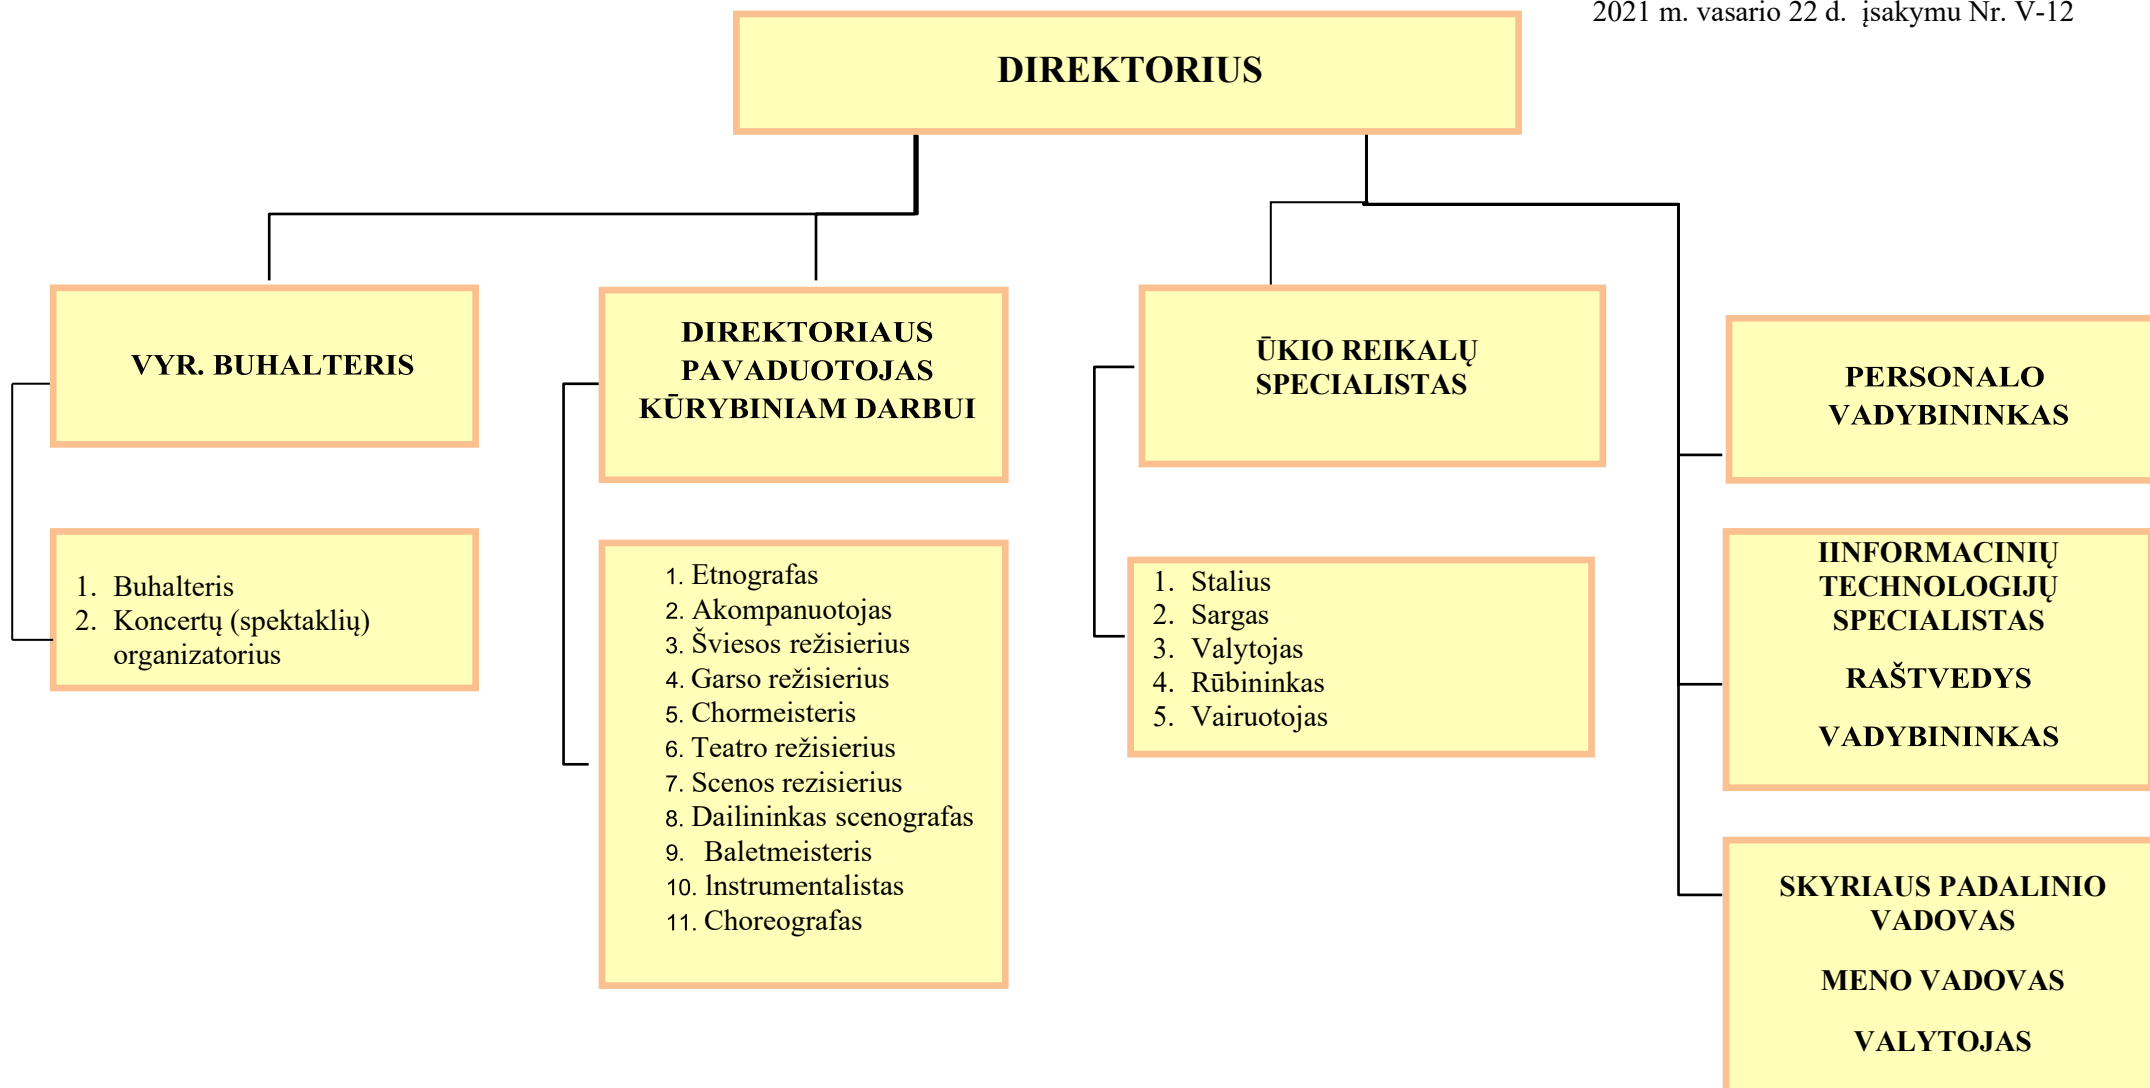 2021 m. vasario 22 d. įsakymu Nr. V-12
DIREKTORIUS
VYR. BUHALTERIS
1. Buhalteris
2. Koncertų (spektaklių)
organizatorius
DIREKTORIAUS
PAVADUOTOJAS
KŪRYBINIAM DARBUI
1. Etnografas
2. Akompanuotojas
3. Šviesos režisierius
4. Garso režisierius
5. Chormeisteris
6. Teatro režisierius
7. Scenos rezisierius
8. Dailininkas scenografas
9. Baletmeisteris
10. lnstrumentalistas
11. Choreografas
ŪKIO REIKALŲ
SPECIALISTAS
1. Stalius
2. Sargas
3. Valytojas
4. Rūbininkas
5. Vairuotojas
PERSONALO
VADYBININKAS
IINFORMACINIŲ
TECHNOLOGIJŲ
SPECIALISTAS
RAŠTVEDYS
VADYBININKAS
SKYRIAUS PADALINIO
VADOVAS
MENO VADOVAS
VALYTOJAS